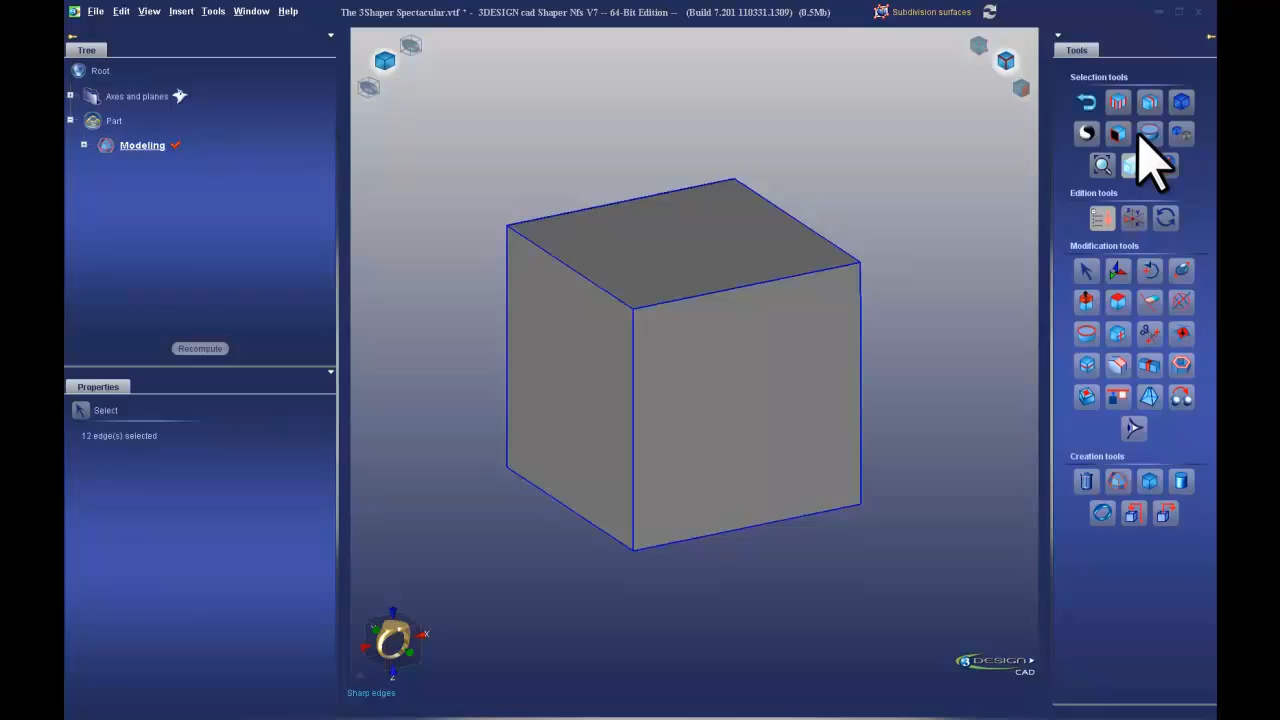 File Edit View Insert Tools Window Help
The 3Shaper Spectacular.vtf * - 3DESIGN cad Shaper Nfs V7 -- 64-Bit Edition -- (Build 7.201 110331.1309) (0.5Mb)
Subdivision surfaces
Tree
Root
Axes and planes
Part
Modeling
Recompute
Properties
Select
12 edge(s) selected
X
Y
Z
Sharp edges
3DESIGN
CAD
Tools
Selection tools
Edition tools
Modification tools
Creation tools